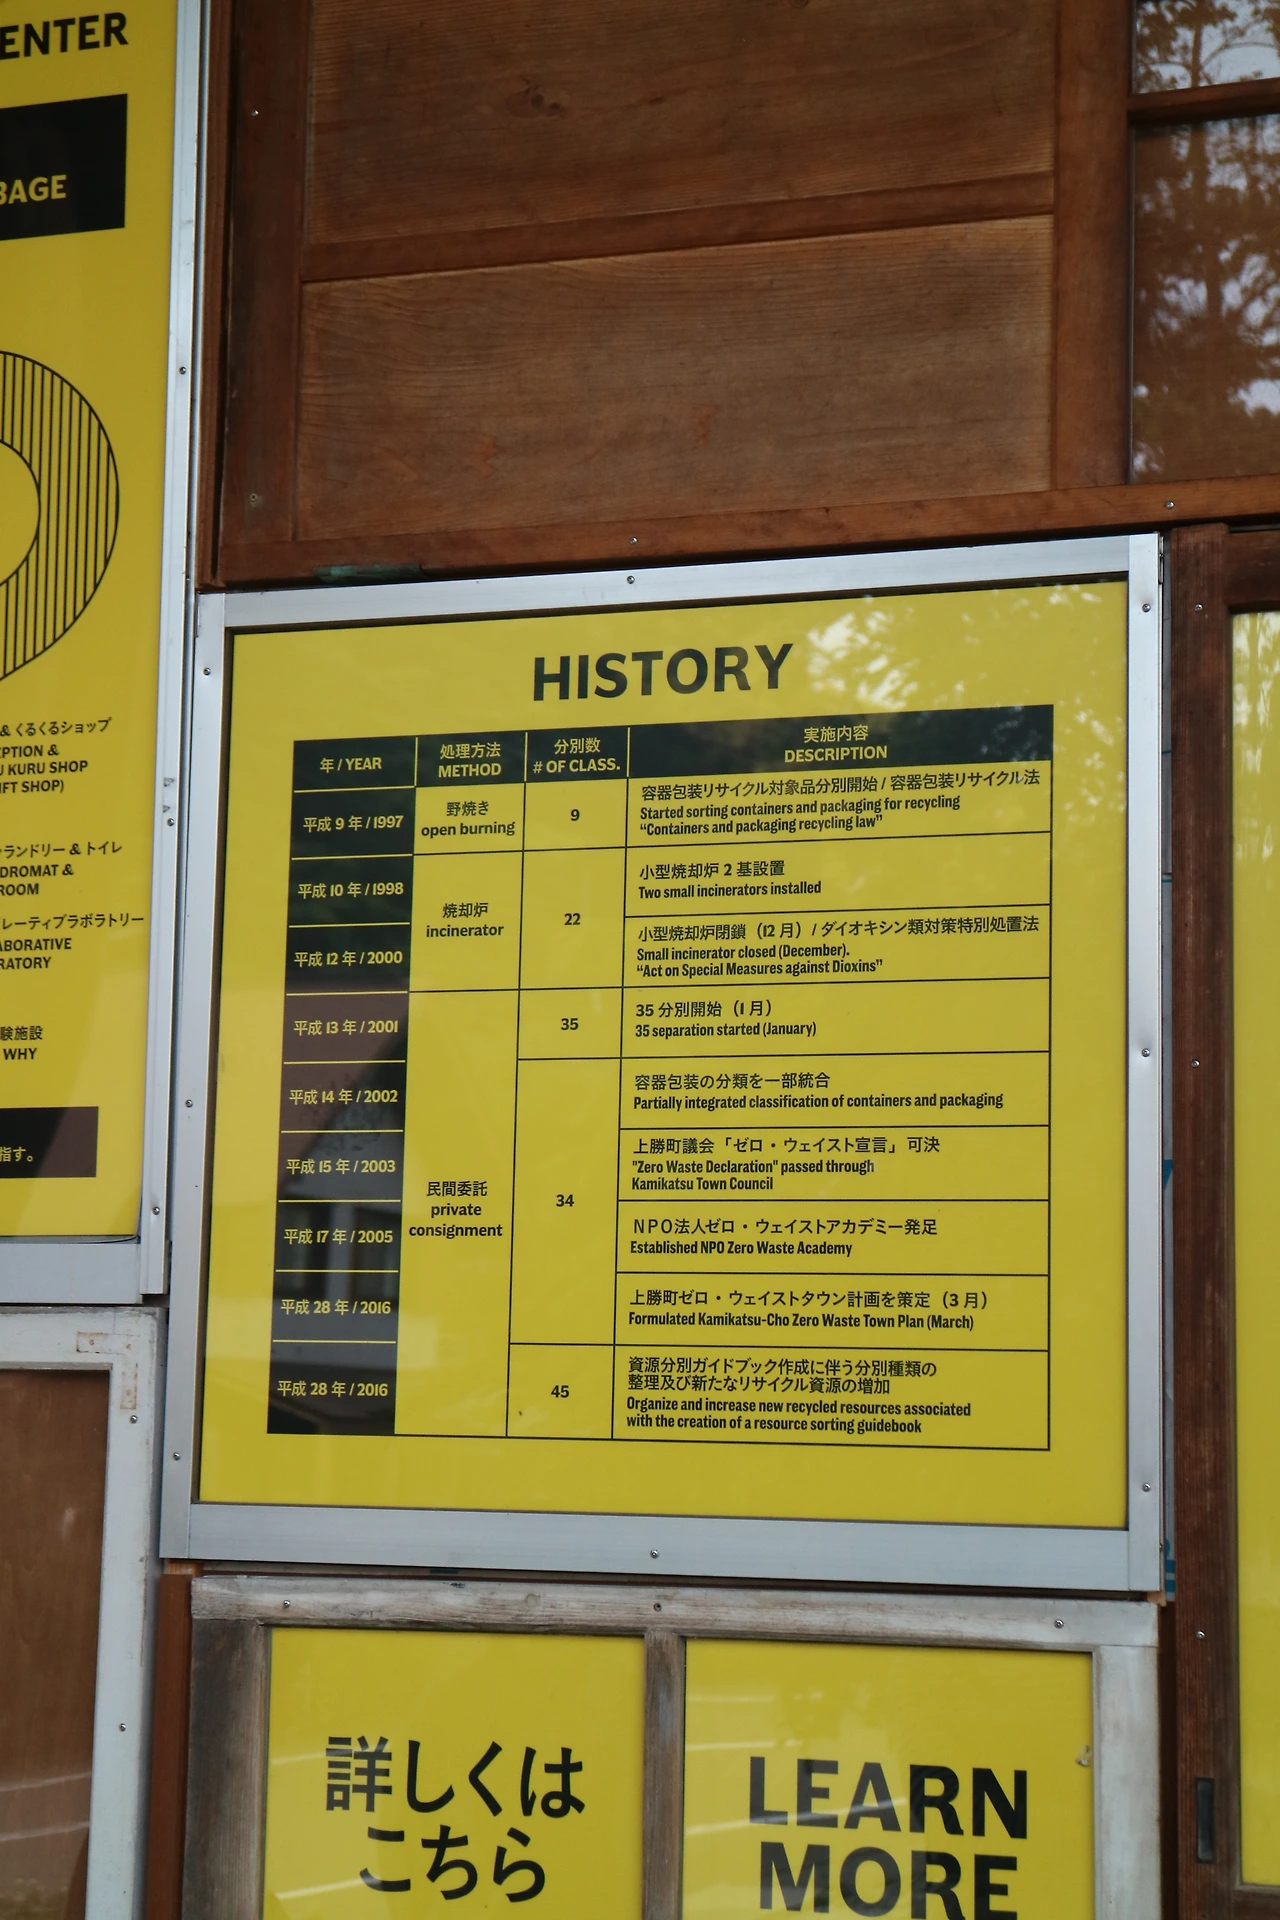 ENTER
BAGE
& くるくるショップ
PTION &
U KURU SHOP
IFT SHOP)
ランドリー & トイレ
DROMAT &
ROOM
レーティブラボラトリー
ABORATIVE
RATORY
験施設
WHY
指す。
HISTORY
年 / YEAR
処理方法
METHOD
分別数
# OF CLASS.
実施内容
DESCRIPTION
平成 9 年 / 1997
野焼き
open burning
9
容器包装リサイクル対象品分別開始 / 容器包装リサイクル法
Started sorting containers and packaging for recycling
“Containers and packaging recycling law”
平成 10 年 / 1998
焼却炉
incinerator
22
小型焼却炉 2 基設置
Two small incinerators installed
平成 12 年 / 2000
小型焼却炉閉鎖（12 月）/ ダイオキシン類対策特別処置法
Small incinerator closed (December).
“Act on Special Measures against Dioxins”
平成 13 年 / 2001
35
35 分別開始（1 月）
35 separation started (January)
平成 14 年 / 2002
民間委託
private
consignment
34
容器包装の分類を一部統合
Partially integrated classification of containers and packaging
平成 15 年 / 2003
上勝町議会「ゼロ・ウェイスト宣言」可決
"Zero Waste Declaration" passed through
Kamikatsu Town Council
平成 17 年 / 2005
ＮＰＯ法人ゼロ・ウェイストアカデミー発足
Established NPO Zero Waste Academy
平成 28 年 / 2016
上勝町ゼロ・ウェイストタウン計画を策定（3 月）
Formulated Kamikatsu-Cho Zero Waste Town Plan (March)
平成 28 年 / 2016
45
資源分別ガイドブック作成に伴う分別種類の
整理及び新たなリサイクル資源の増加
Organize and increase new recycled resources associated
with the creation of a resource sorting guidebook
詳しくは
こちら
LEARN
MORE